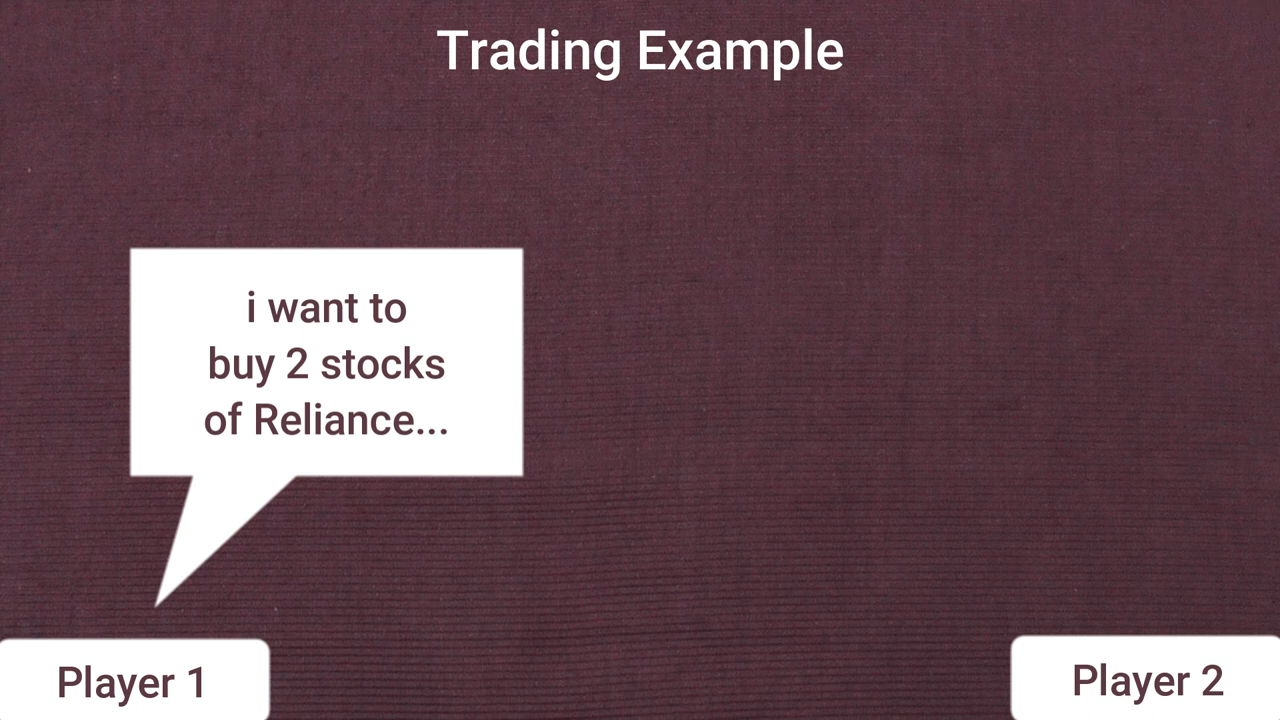 Trading Example
i want to
buy 2 stocks
of Reliance...
Player 1
Player 2